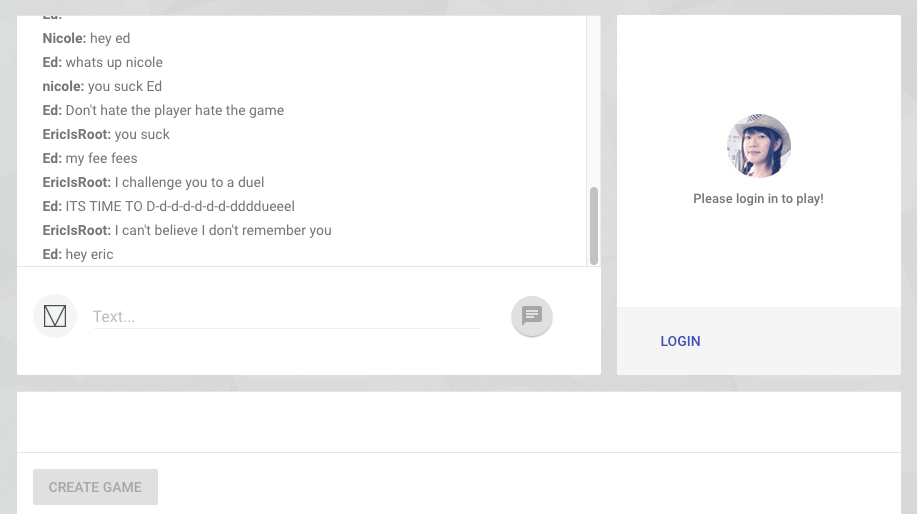 Ed:
Nicole: hey ed
Ed: whats up nicole
nicole: you suck Ed
Ed: Don't hate the player hate the game
EricIsRoot: you suck
Ed: my fee fees
EricIsRoot: I challenge you to a duel
Ed: ITS TIME TO D-d-d-d-d-d-ddddueeel
EricIsRoot: I can't believe I don't remember you
Ed: hey eric
Text...
Please login in to play!
LOGIN
CREATE GAME